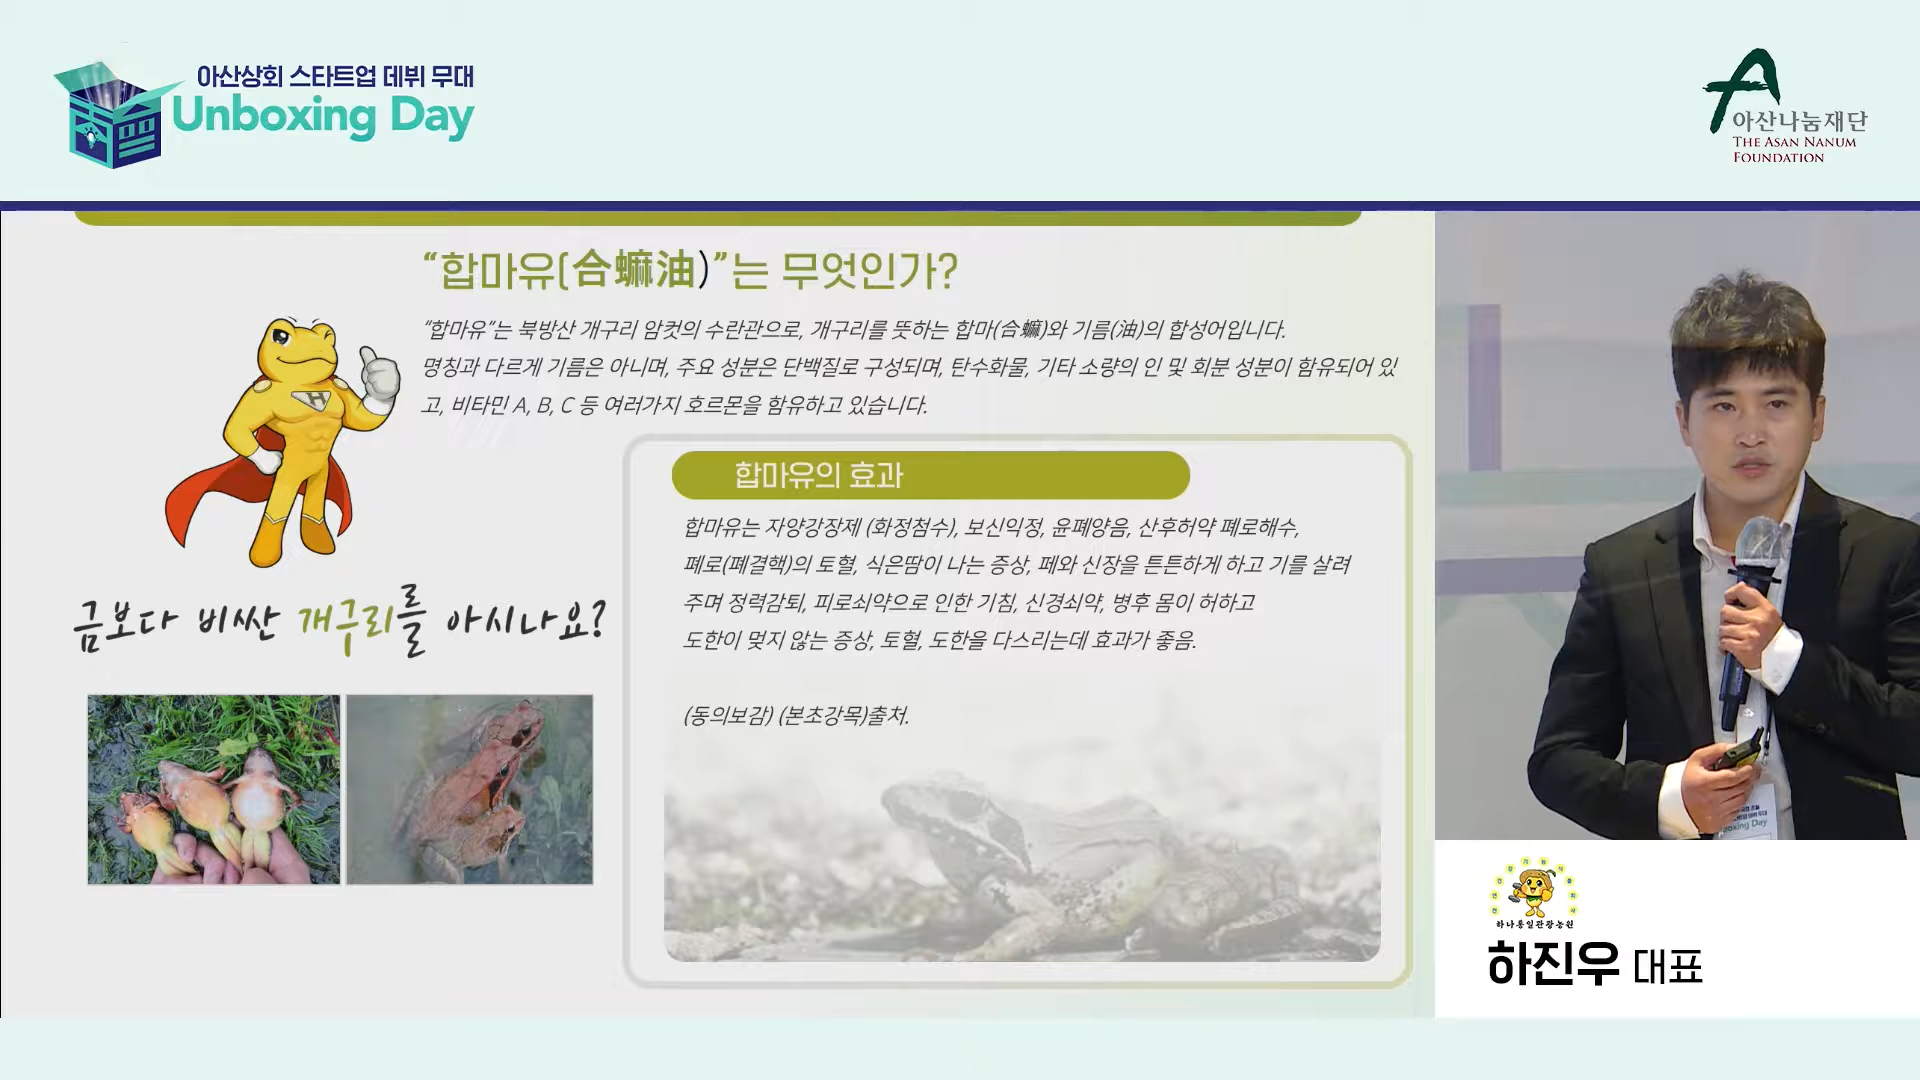 아산상회 스타트업 데뷔 무대
Unboxing Day
아산나눔재단
THE ASAN NANUM
FOUNDATION
“합마유(合蟆油)”는 무엇인가?
“합마유”는 북방산 개구리 암컷의 수란관으로, 개구리를 뜻하는 합마(合蟆)와 기름(油)의 합성어입니다.
명칭과 다르게 기름은 아니며, 주요 성분은 단백질로 구성되며, 탄수화물, 기타 소량의 인 및 회분 성분이 함유되어 있
고, 비타민 A, B, C 등 여러가지 호르몬을 함유하고 있습니다.
H
금보다 비싼 개구리를 아시나요?
합마유의 효과
합마유는 자양강장제 (화정첨수), 보신익정, 윤폐양음, 산후허약 폐로해수,
폐로(폐결핵)의 토혈, 식은땀이 나는 증상, 폐와 신장을 튼튼하게 하고 기를 살려
주며 정력감퇴, 피로쇠약으로 인한 기침, 신경쇠약, 병후 몸이 허하고
도한이 멎지 않는 증상, 토혈, 도한을 다스리는데 효과가 좋음.
(동의보감) (본초강목)출처.
하나통일관광농원
하진우 대표